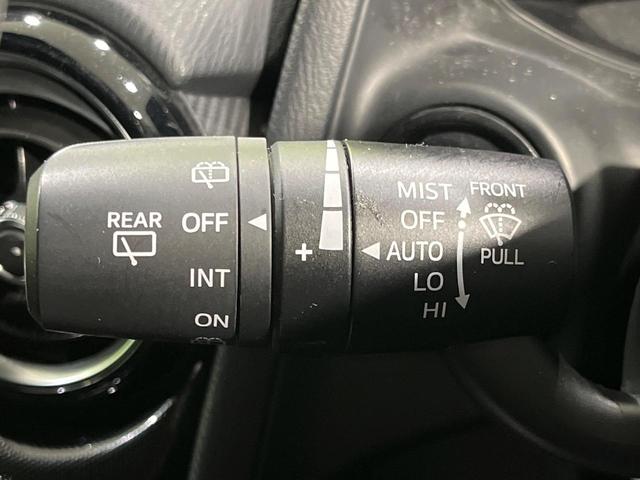 REAR
OFF
INT
ON
+
MIST
OFF
AUTO
LO
HI
FRONT
PULL